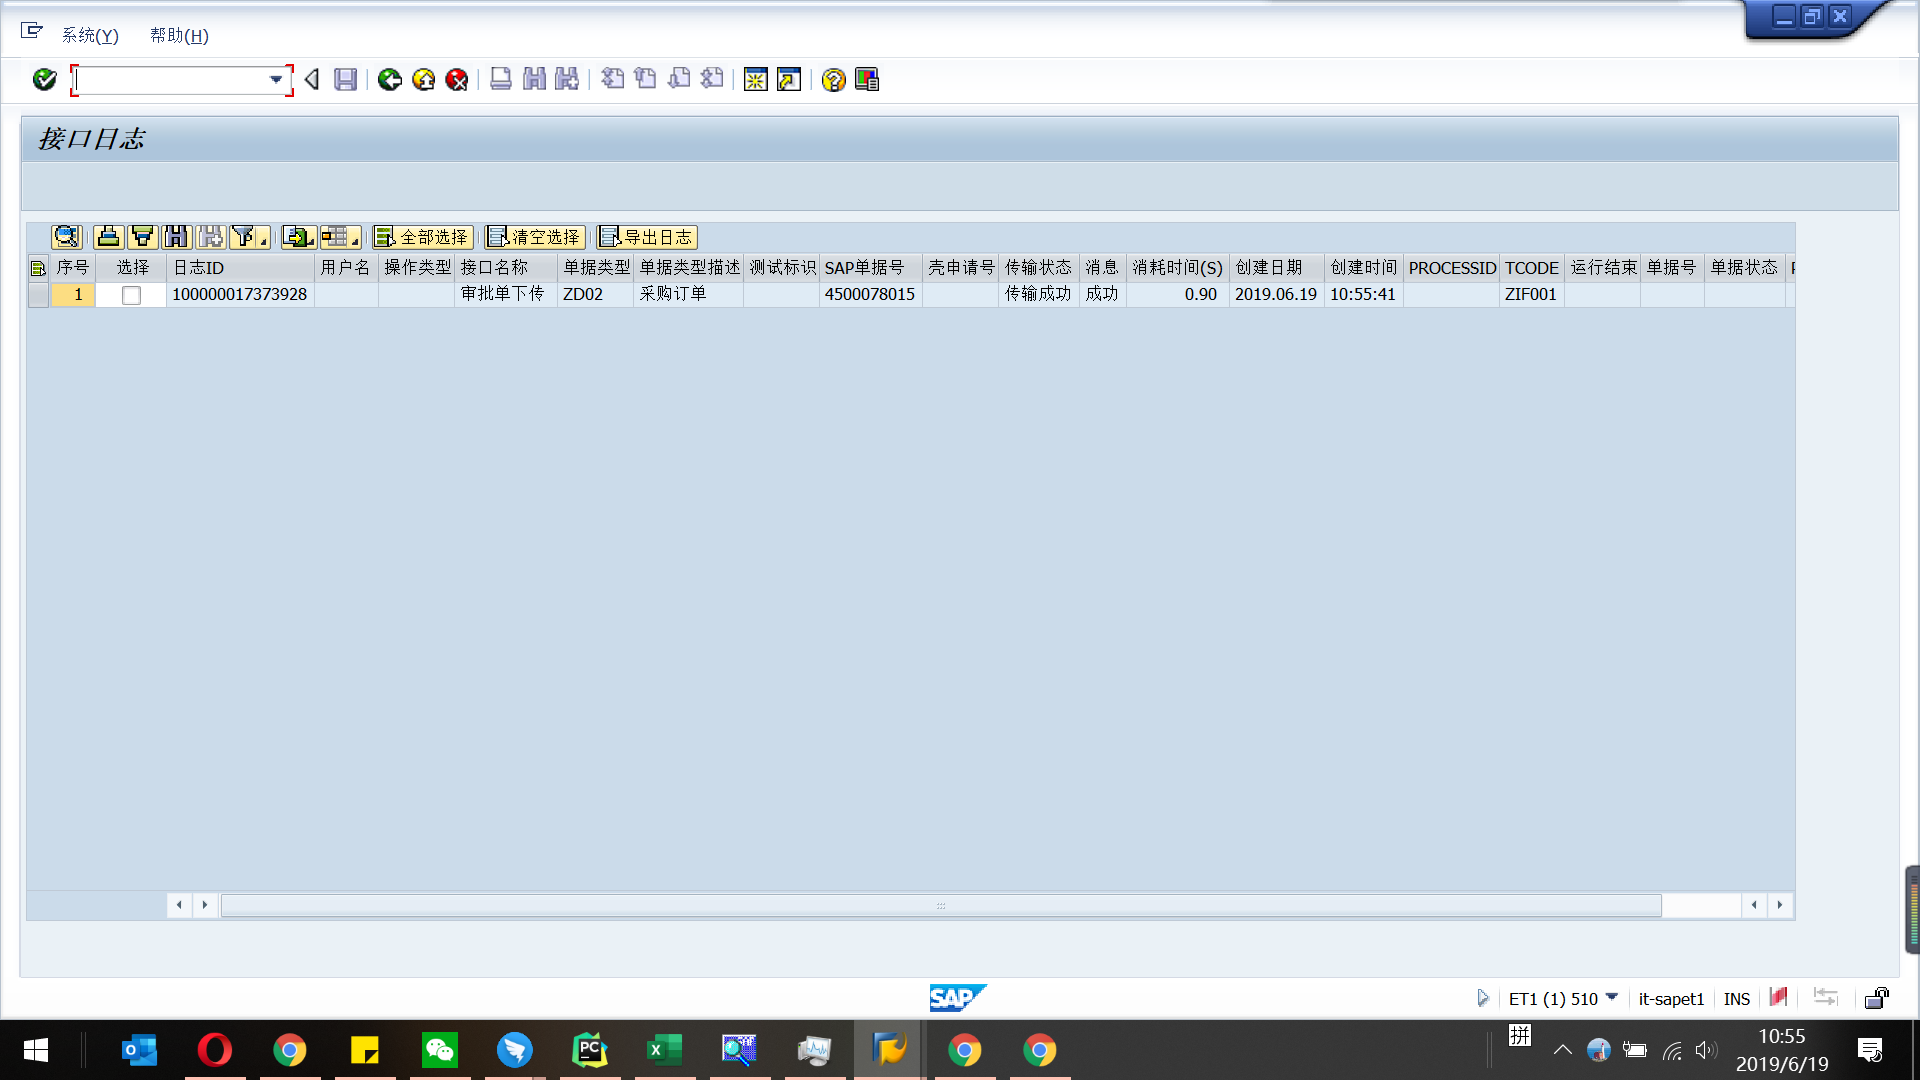 系统(Y) 帮助(H)
接口日志
全部选择 清空选择 导出日志
序号 选择 日志ID 用户名 操作类型 接口名称 单据类型 单据类型描述 测试标识 SAP单据号 壳申请号 传输状态 消息 消耗时间(S) 创建日期 创建时间 PROCESSID TCODE 运行结束 单据号 单据状态
1 100000017373928 审批单下传 ZD02 采购订单 4500078015 传输成功 成功 0.90 2019.06.19 10:55:41 ZIF001
SAP
ET1 (1) 510 it-sapet1 INS
拼
10:55
2019/6/19